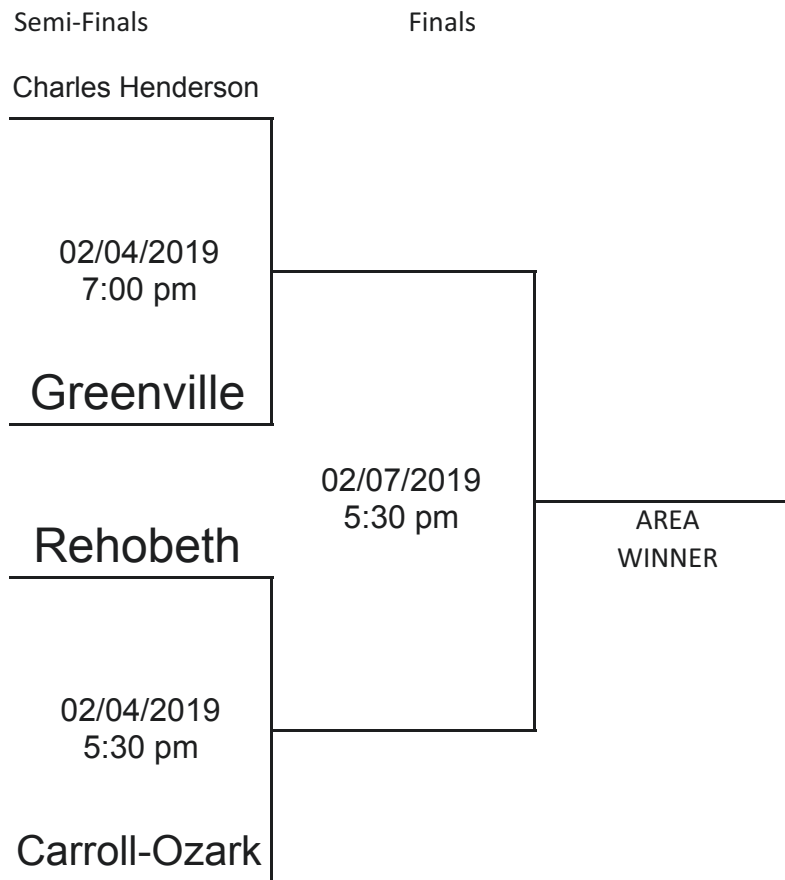 Semi-Finals
Finals
Charles Henderson
02/04/2019
7:00 pm
Greenville
02/07/2019
5:30 pm
AREA
WINNER
Rehobeth
02/04/2019
5:30 pm
Carroll-Ozark